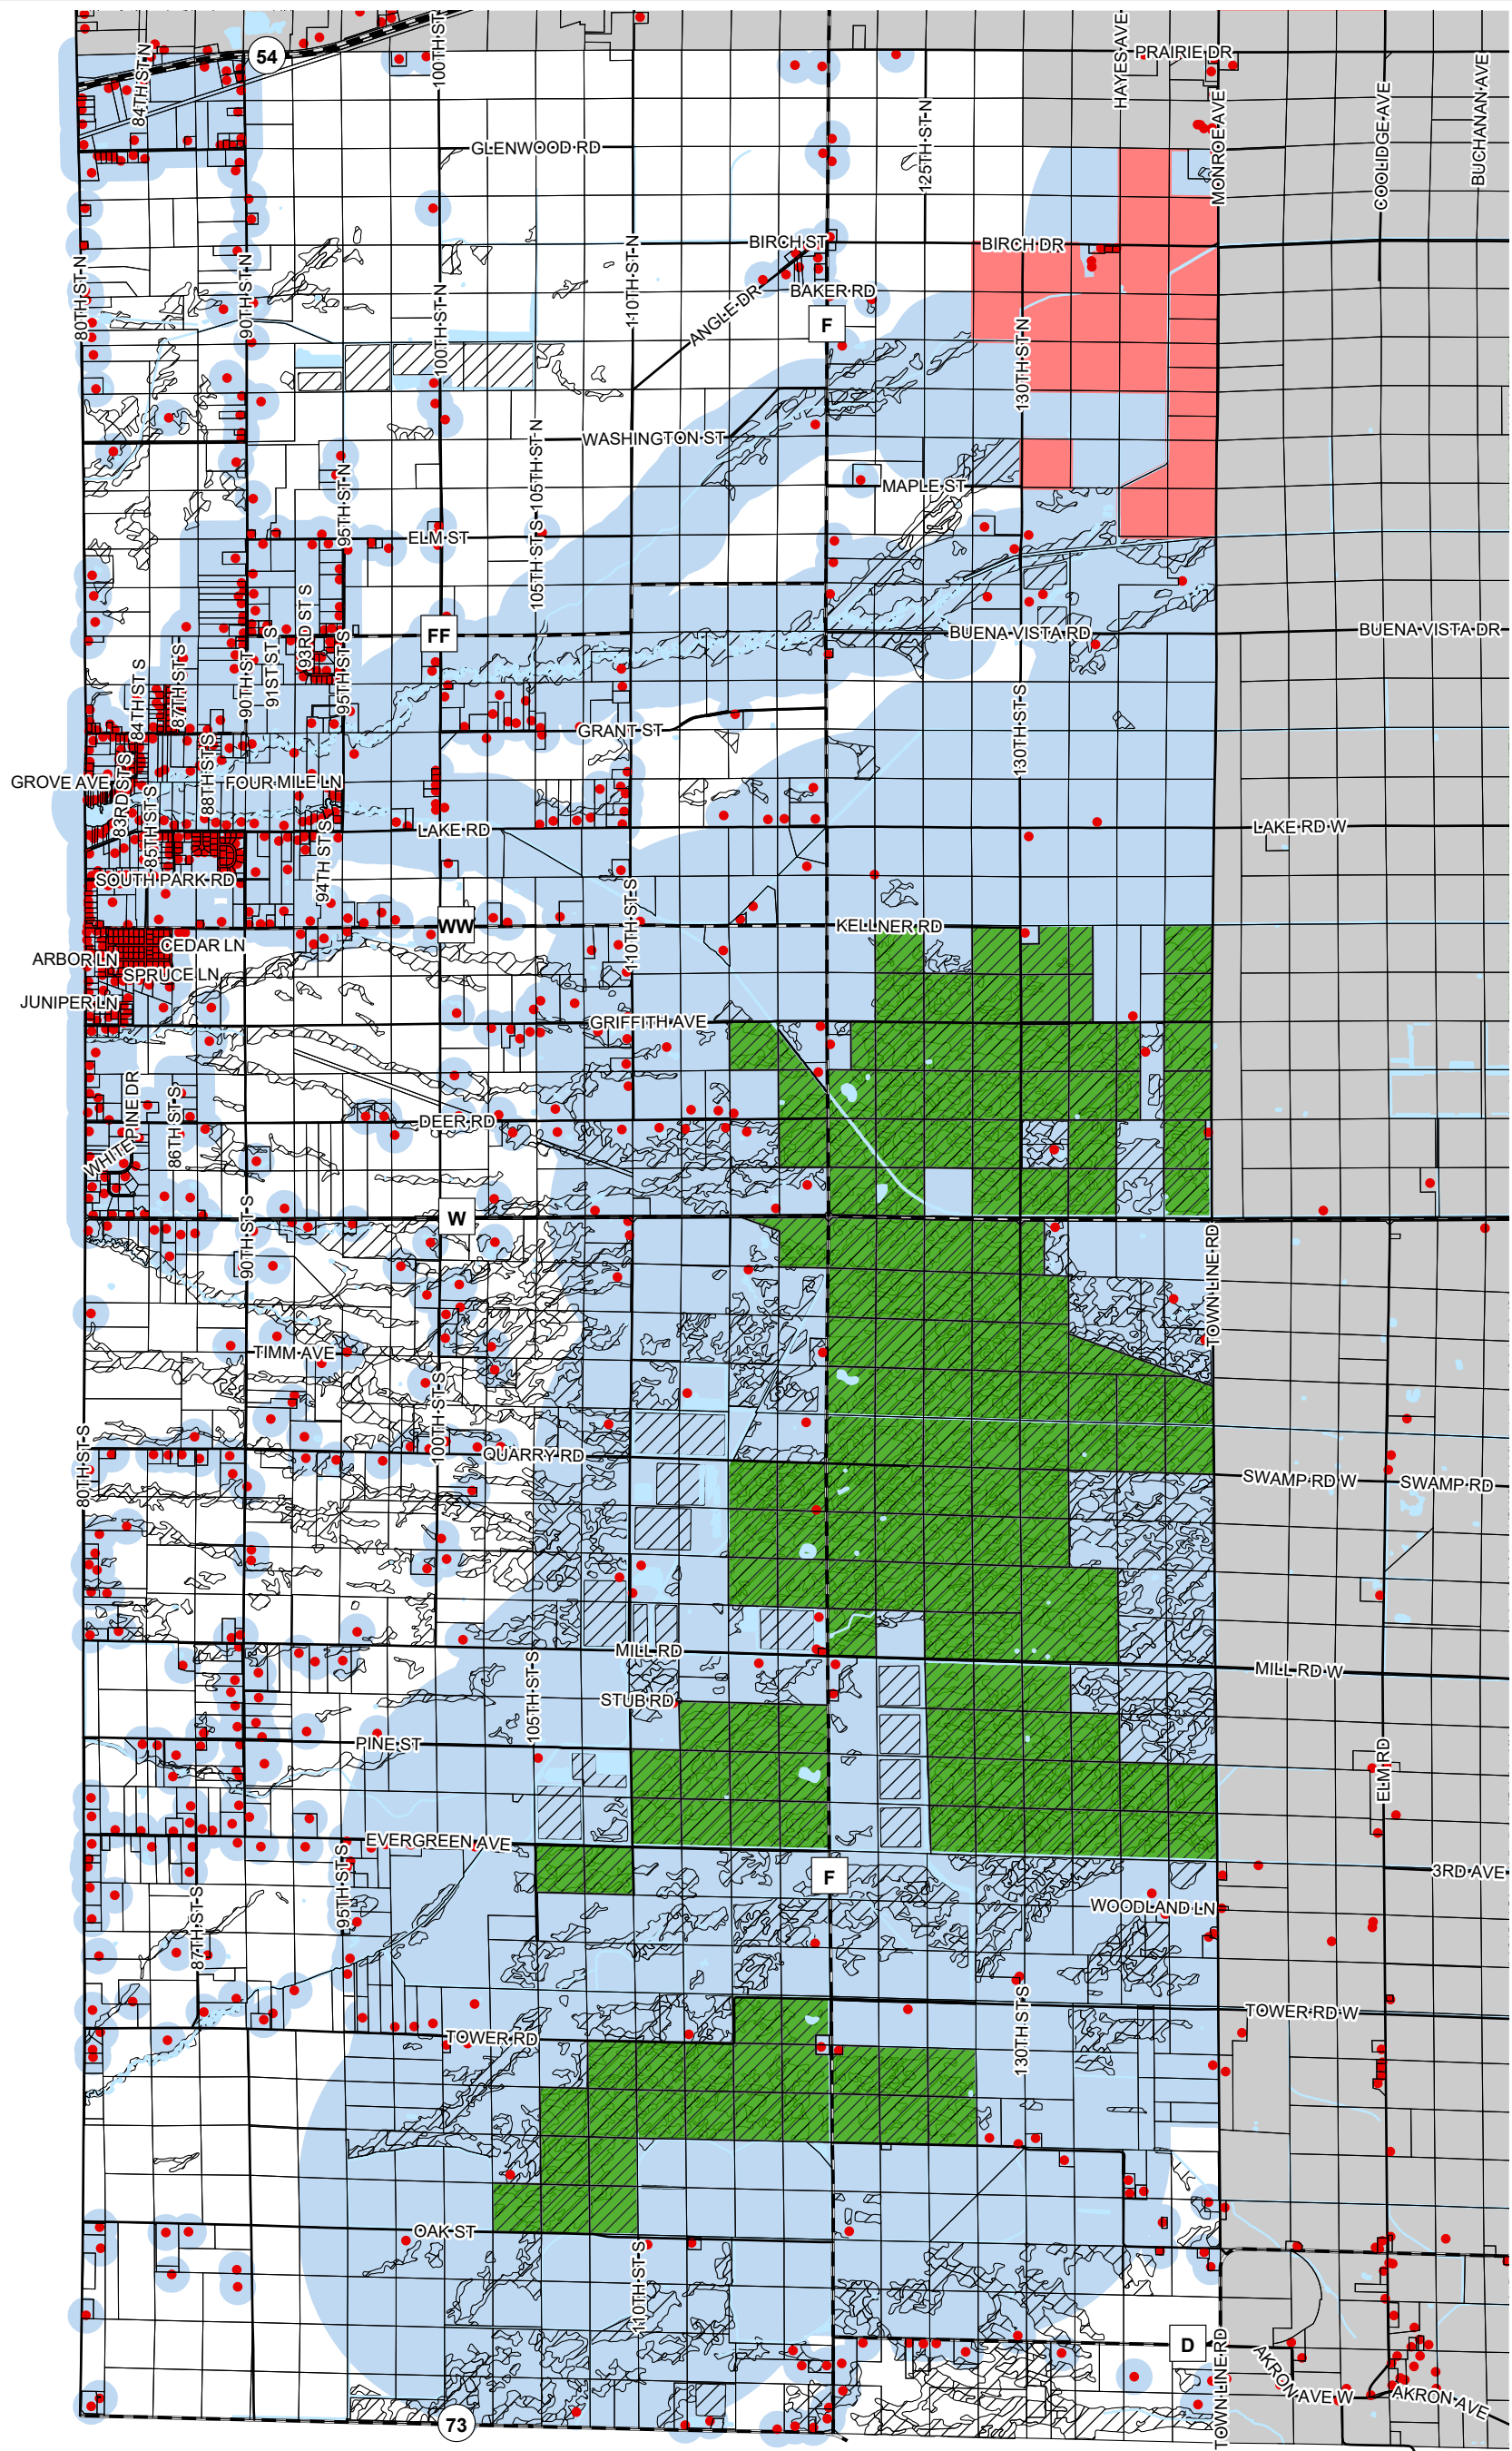 54
84TH ST N
100TH ST
HAYES AVE
PRAIRIE DR
MONROE AVE
COOLIDGE AVE
BUCHANAN AVE
GLENWOOD RD
125TH ST N
80TH ST N
90TH ST N
100TH ST N
110TH ST N
BIRCH ST
BIRCH DR
BAKER RD
ANGLE DR
F
130TH ST N
105TH ST N
WASHINGTON ST
95TH ST N
MAPLE ST
ELM ST
105TH ST S
93RD ST S
FF
BUENA VISTA RD
BUENA VISTA DR
84TH ST S
87TH ST S
90TH ST
91ST ST S
95TH ST S
130TH ST S
GRANT ST
GROVE AVE
83RD ST S
88TH ST S
FOUR MILE LN
85TH ST S
94TH ST S
LAKE RD
LAKE RD W
SOUTH PARK RD
110TH ST S
WW
KELLNER RD
CEDAR LN
ARBOR LN
SPRUCE LN
JUNIPER LN
GRIFFITH AVE
WHITE PINE DR
86TH ST S
DEER RD
W
90TH ST S
TOWN LINE RD
TIMM AVE
100TH ST S
80TH ST S
QUARRY RD
SWAMP RD W
SWAMP RD
105TH ST S
MILL RD
MILL RD W
STUB RD
PINE ST
ELM RD
EVERGREEN AVE
95TH ST S
87TH ST S
F
3RD AVE
WOODLAND LN
130TH ST S
TOWER RD
TOWER RD W
OAK ST
110TH ST S
D
TOWN LINE RD
AKRON AVE W
AKRON AVE
73